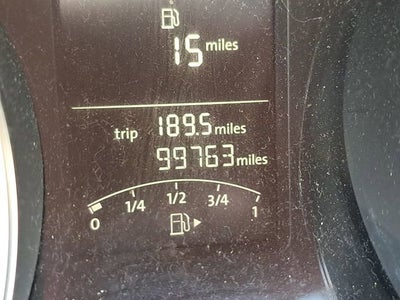 15 miles
trip 189.5 miles
99763 miles
0 1/4 1/2 3/4 1